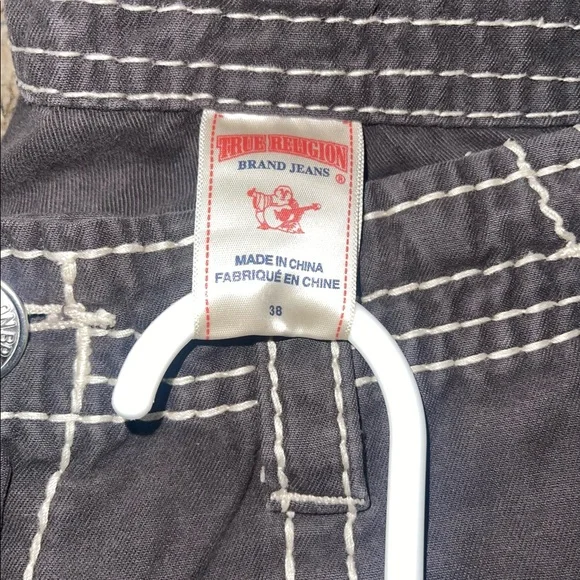 TRUE RELIGION
BRAND JEANS
®
MADE IN CHINA
FABRIQUÉ EN CHINE
38